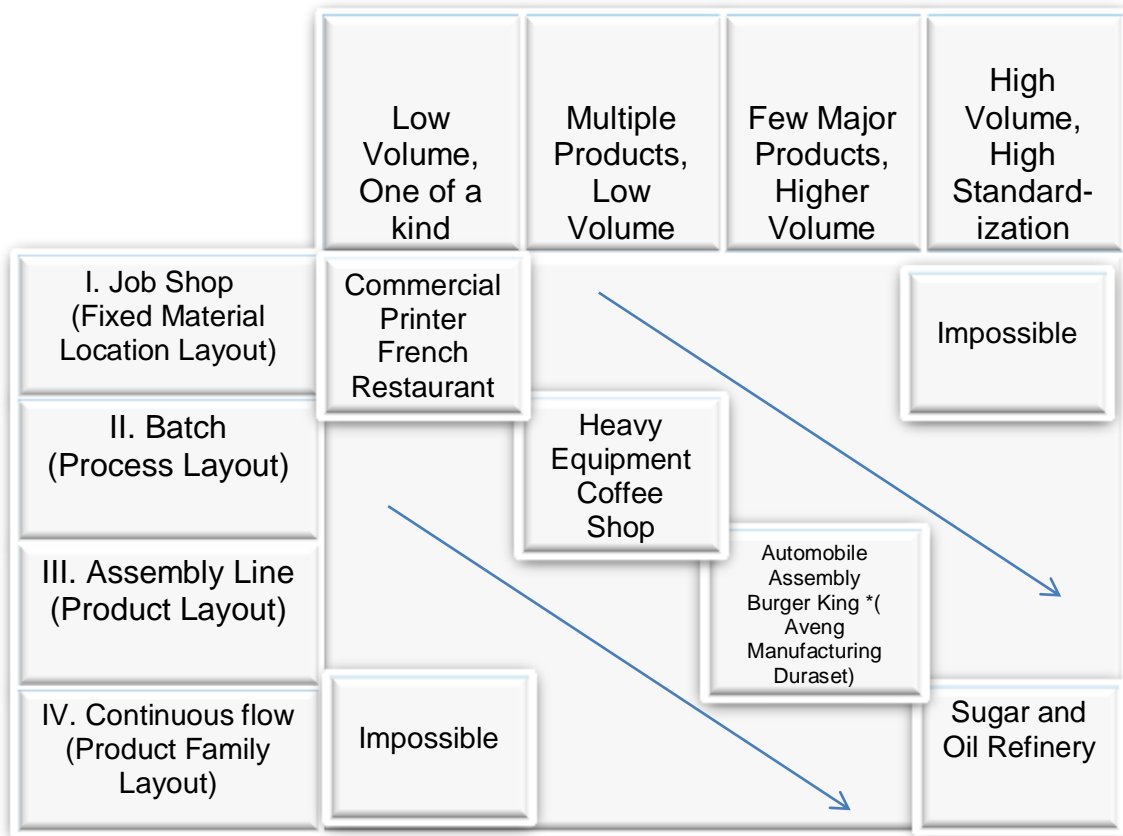 Low
Volume,
One of a
kind
Multiple
Products,
Low
Volume
Few Major
Products,
Higher
Volume
High
Volume,
High
Standard-
ization
I. Job Shop
(Fixed Material
Location Layout)
Commercial
Printer
French
Restaurant
Impossible
II. Batch
(Process Layout)
Heavy
Equipment
Coffee
Shop
III. Assembly Line
(Product Layout)
Automobile
Assembly
Burger King *(
Aveng
Manufacturing
Duraset)
IV. Continuous flow
(Product Family
Layout)
Impossible
Sugar and
Oil Refinery